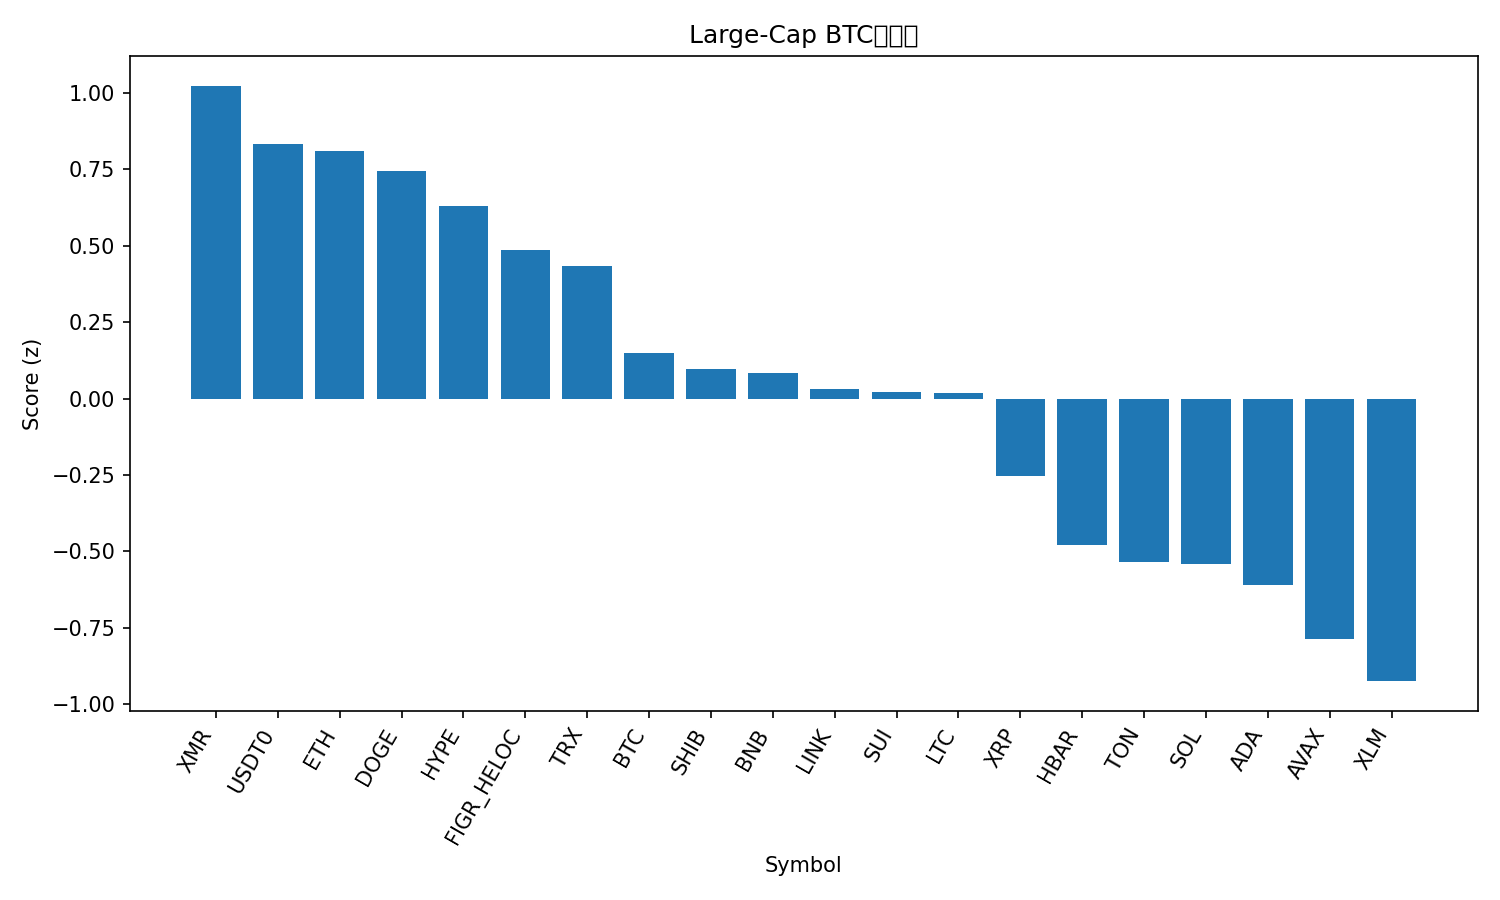 Large-Cap BTC
Score (z)
1.00
0.75
0.50
0.25
0.00
−0.25
−0.50
−0.75
−1.00
XMR
USDT0
ETH
DOGE
HYPE
FIGR_HELOC
TRX
BTC
SHIB
BNB
LINK
SUI
LTC
XRP
HBAR
TON
SOL
ADA
AVAX
XLM
Symbol